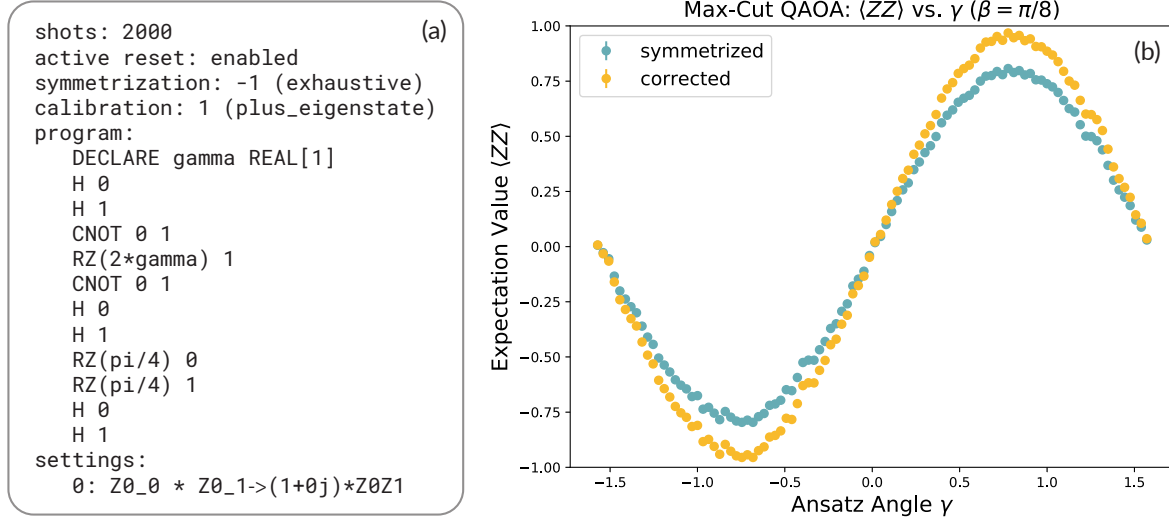 (a)
shots: 2000
active reset: enabled
symmetrization: -1 (exhaustive)
calibration: 1 (plus_eigenstate)
program:
DECLARE gamma REAL[1]
H 0
H 1
CNOT 0 1
RZ(2*gamma) 1
CNOT 0 1
H 0
H 1
RZ(pi/4) 0
RZ(pi/4) 1
H 0
H 1
settings:
0: Z0_0 * Z0_1->(1+0j)*Z0Z1
Max-Cut QAOA: ⟨ZZ⟩ vs. γ (β = π/8)
(b)
symmetrized
corrected
Expectation Value ⟨ZZ⟩
1.00
0.75
0.50
0.25
0.00
−0.25
−0.50
−0.75
−1.00
−1.5 −1.0 −0.5 0.0 0.5 1.0 1.5
Ansatz Angle γ